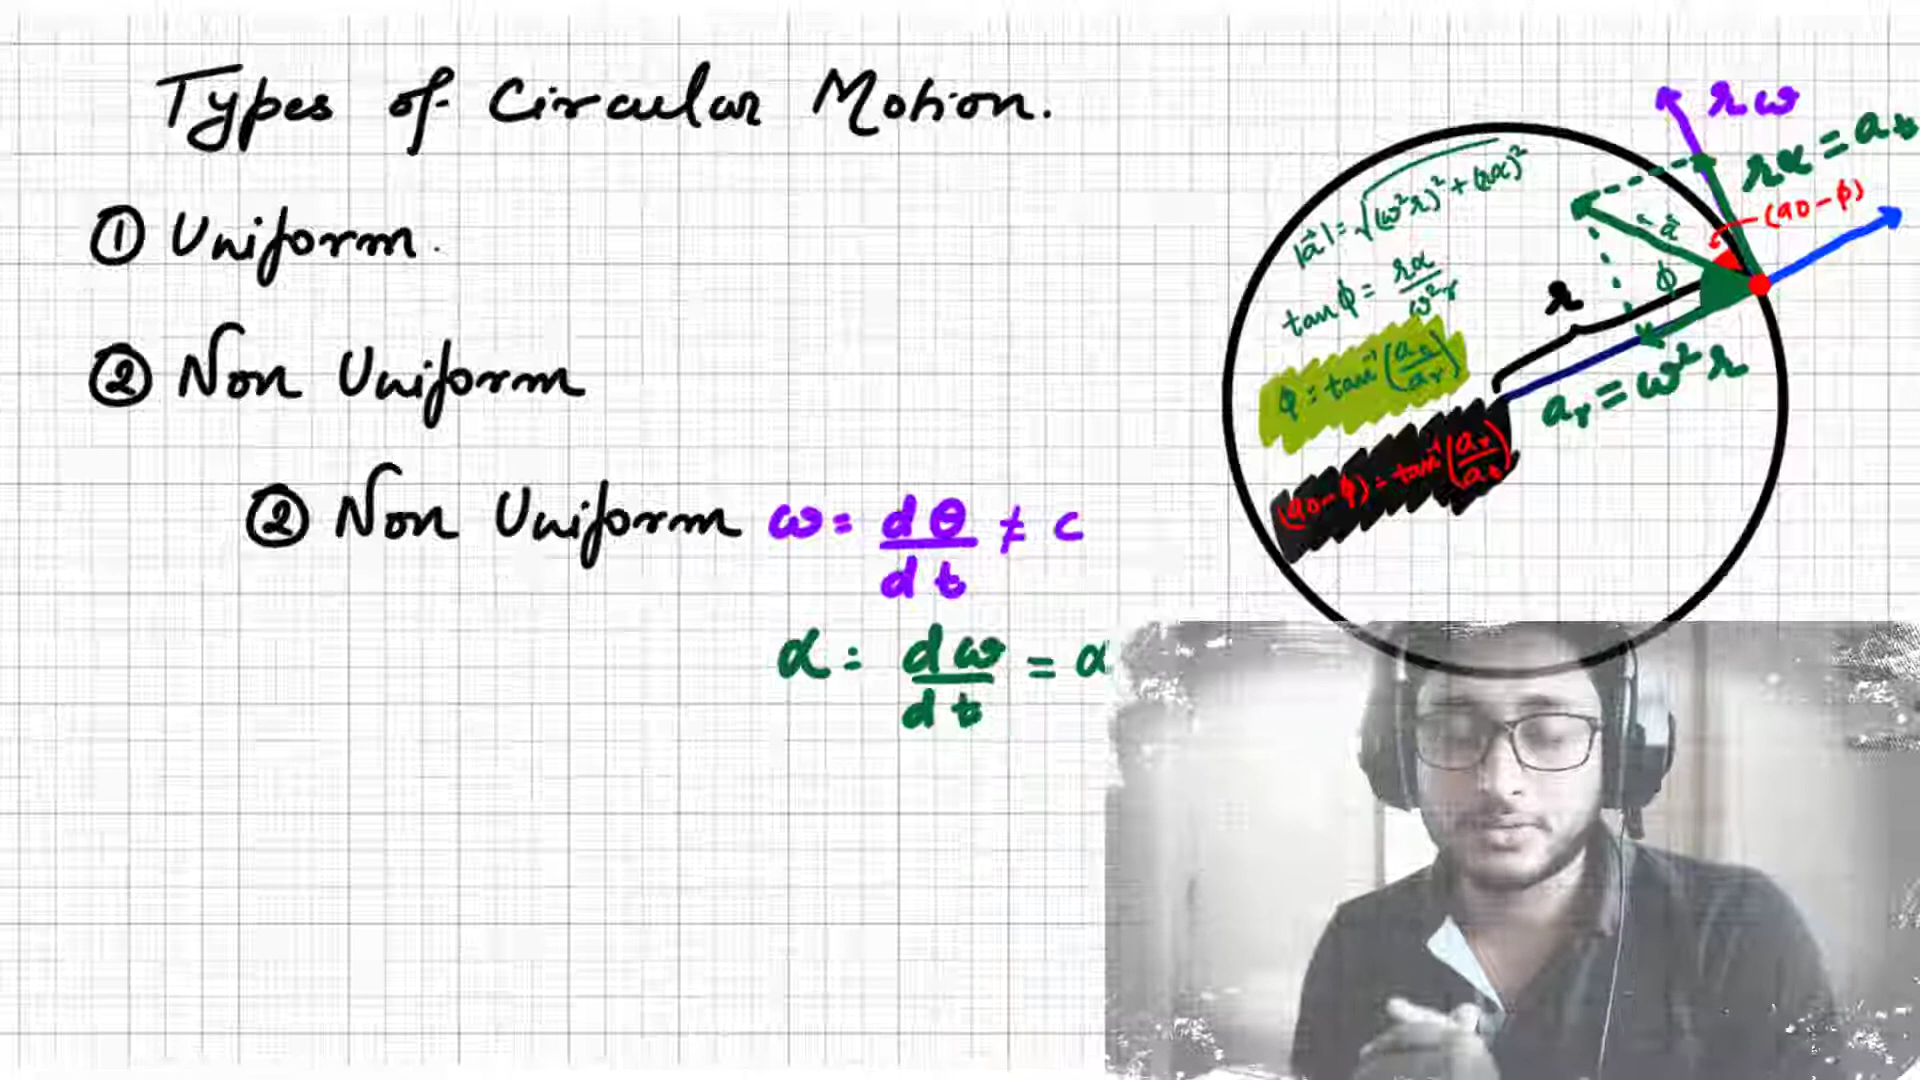 Types of Circular Motion.
① Uniform.
② Non Uniform
② Non Uniform ω = dθ/dt ≠ c
α = dω/dt = α
rω
rα = aₜ
(90-φ)
|a⃗| = √(ω²r)² + (rα)²
a⃗
φ
tan φ = rα/ω²r
r
φ = tan⁻¹(aₜ/aᵣ)
aᵣ = ω²r
(90-φ) = tan⁻¹(aᵣ/aₜ)